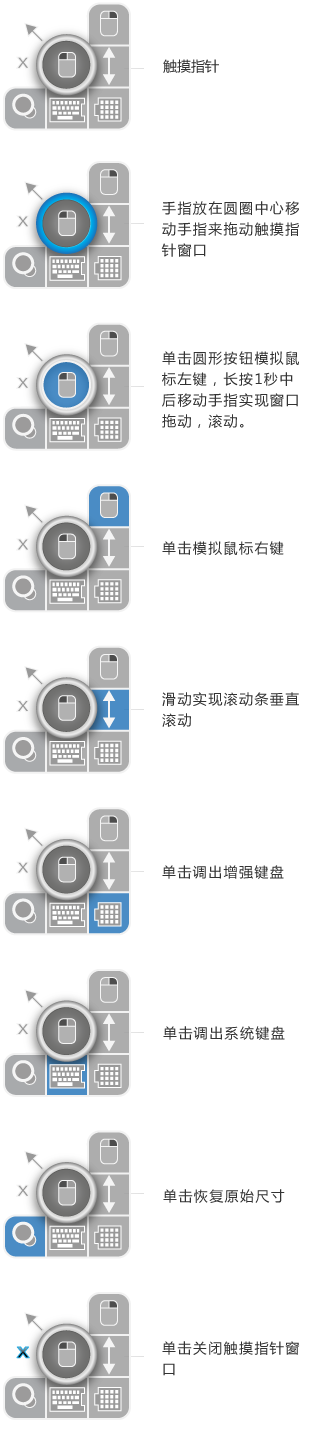 触摸指针
手指放在圆圈中心移
动手指来拖动触摸指
针窗口
单击圆形按钮模拟鼠
标左键，长按1秒中
后移动手指实现窗口
拖动，滚动。
单击模拟鼠标右键
滑动实现滚动条垂直
滚动
单击调出增强键盘
单击调出系统键盘
单击恢复原始尺寸
单击关闭触摸指针窗
口